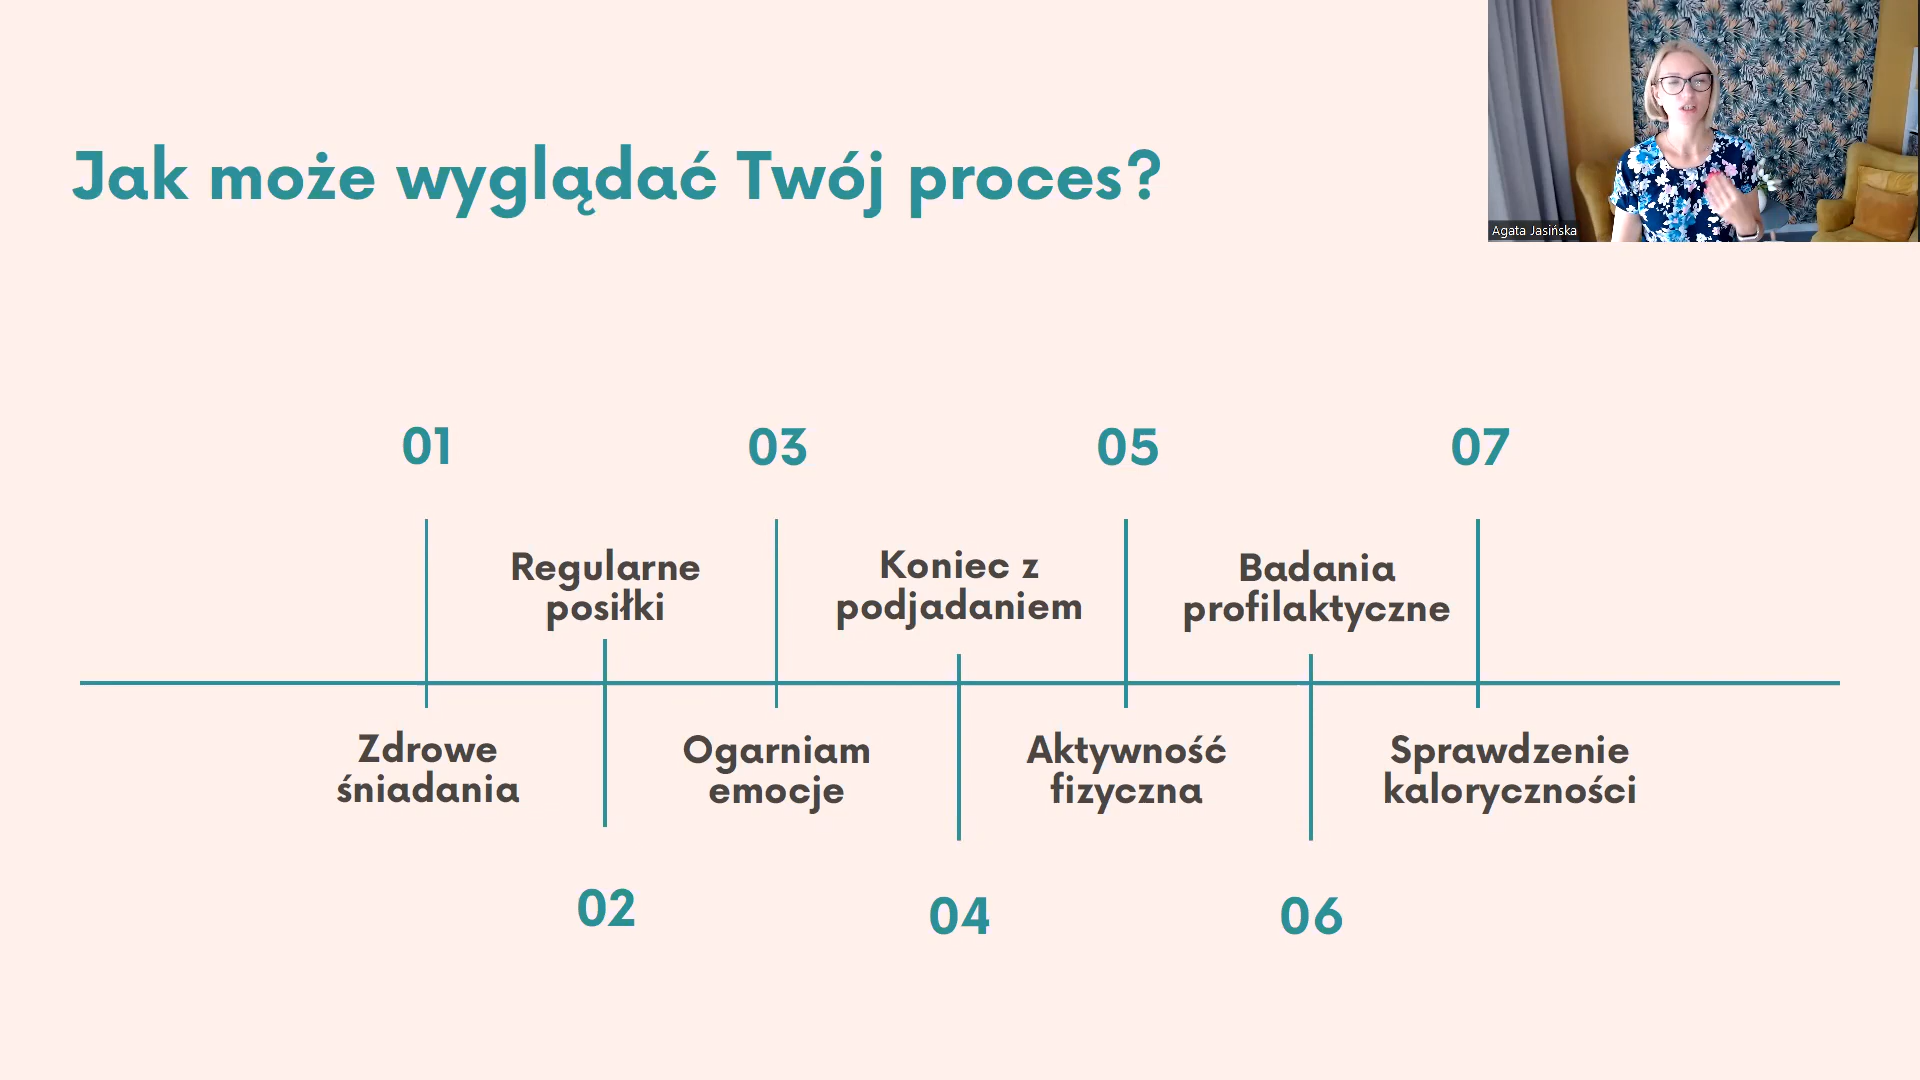 Jak może wyglądać Twój proces?
Agata Jasińska
01
03
05
07
Regularne
posiłki
Koniec z
podjadaniem
Badania
profilaktyczne
Zdrowe
śniadania
Ogarniam
emocje
Aktywność
fizyczna
Sprawdzenie
kaloryczności
02
04
06